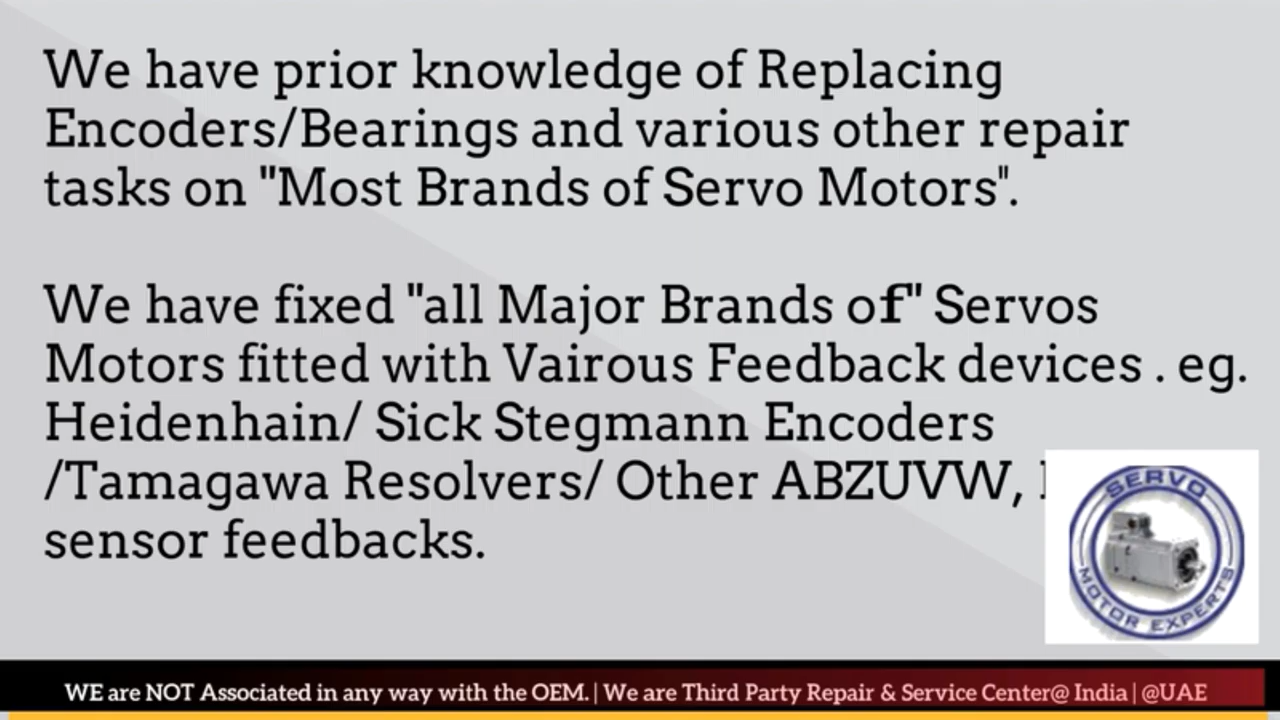 We have prior knowledge of Replacing
Encoders/Bearings and various other repair
tasks on "Most Brands of Servo Motors".
We have fixed "all Major Brands of" Servos
Motors fitted with Vairous Feedback devices . eg.
Heidenhain/ Sick Stegmann Encoders
/Tamagawa Resolvers/ Other ABZUVW,
sensor feedbacks.
SERVO
MOTOR EXPERTS
WE are NOT Associated in any way with the OEM. | We are Third Party Repair & Service Center@ India | @UAE